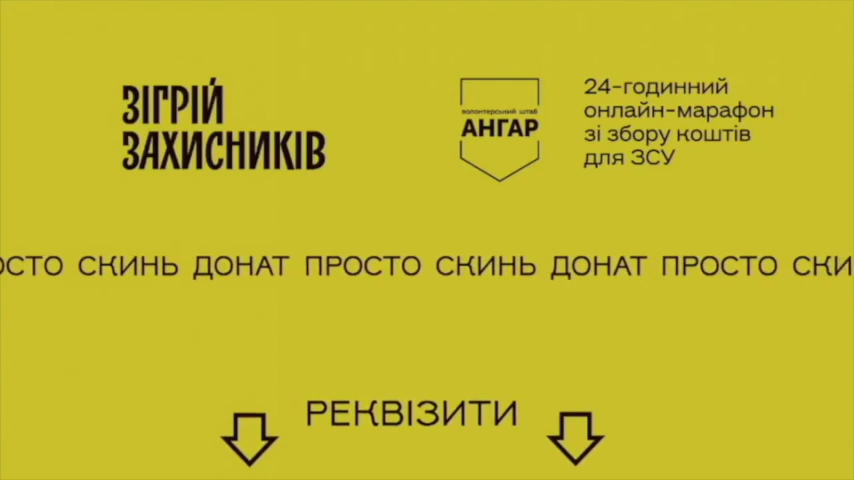 ЗІГРІЙ
ЗАХИСНИКІВ
волонтерський штаб
АНГАР
24-годинний
онлайн-марафон
зі збору коштів
для ЗСУ
ОСТО СКИНЬ ДОНАТ ПРОСТО СКИНЬ ДОНАТ ПРОСТО СКИ
РЕКВІЗИТИ